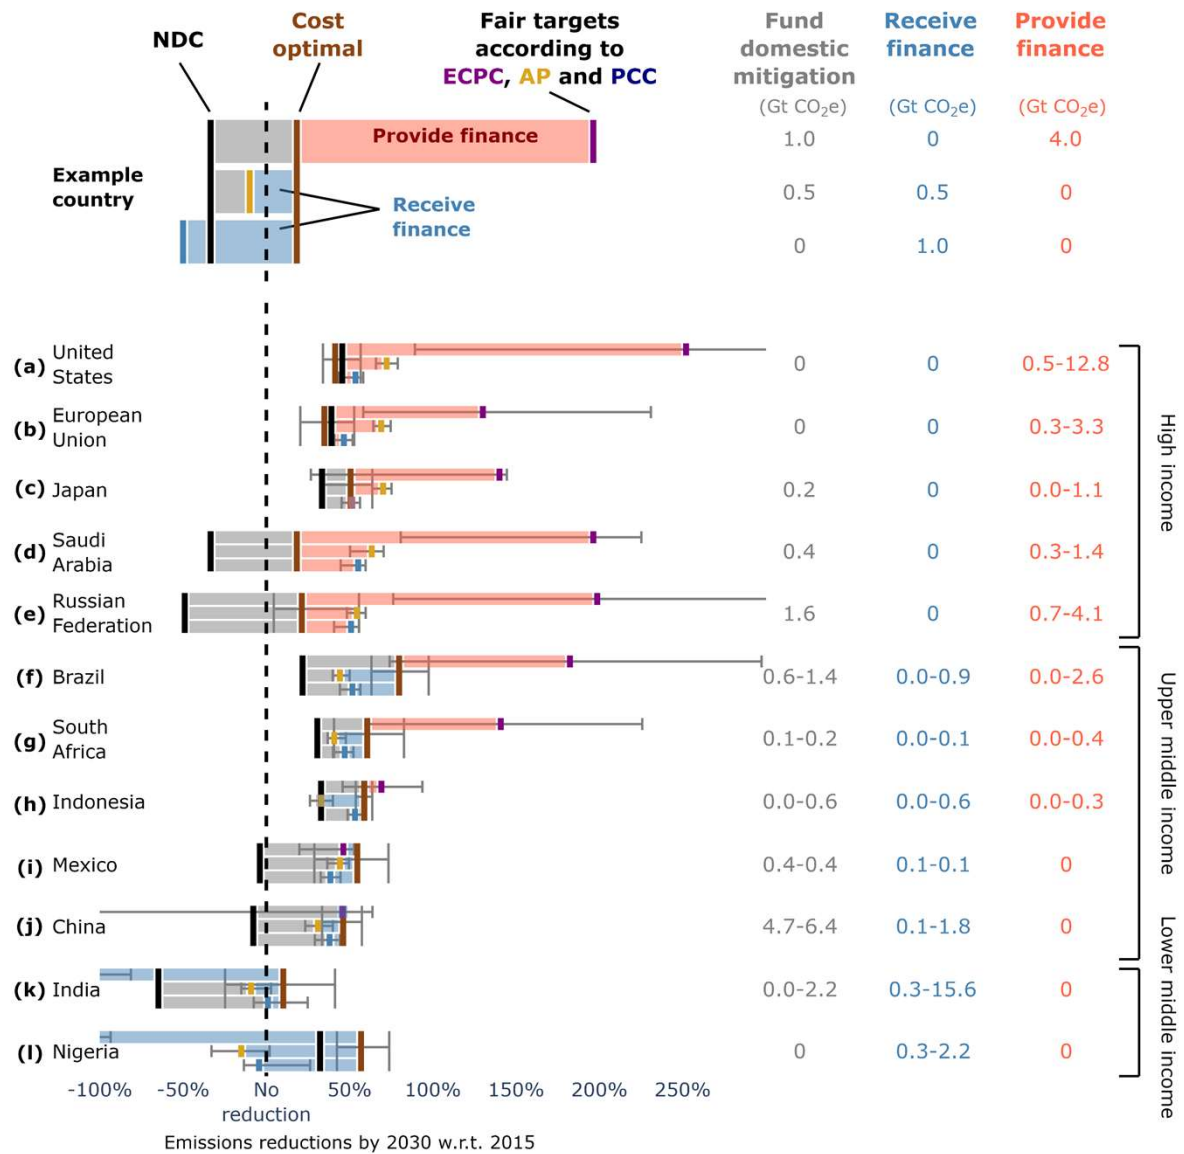 NDC
Cost
optimal
Fair targets
according to
ECPC, AP and PCC
Fund
domestic
mitigation
(Gt CO₂e)
Receive
finance
(Gt CO₂e)
Provide
finance
(Gt CO₂e)
Example
country
Provide finance
Receive
finance
1.0 0 4.0
0.5 0.5 0
0 1.0 0
(a) United
States
0 0 0.5-12.8
(b) European
Union
0 0 0.3-3.3
(c) Japan 0.2 0 0.0-1.1
(d) Saudi
Arabia
0.4 0 0.3-1.4
(e) Russian
Federation
1.6 0 0.7-4.1
High income
(f) Brazil 0.6-1.4 0.0-0.9 0.0-2.6
(g) South
Africa
0.1-0.2 0.0-0.1 0.0-0.4
(h) Indonesia 0.0-0.6 0.0-0.6 0.0-0.3
(i) Mexico 0.4-0.4 0.1-0.1 0
(j) China 4.7-6.4 0.1-1.8 0
Upper middle income
(k) India 0.0-2.2 0.3-15.6 0
(l) Nigeria 0 0.3-2.2 0
Lower middle income
-100% -50% No
reduction
50% 100% 150% 200% 250%
Emissions reductions by 2030 w.r.t. 2015